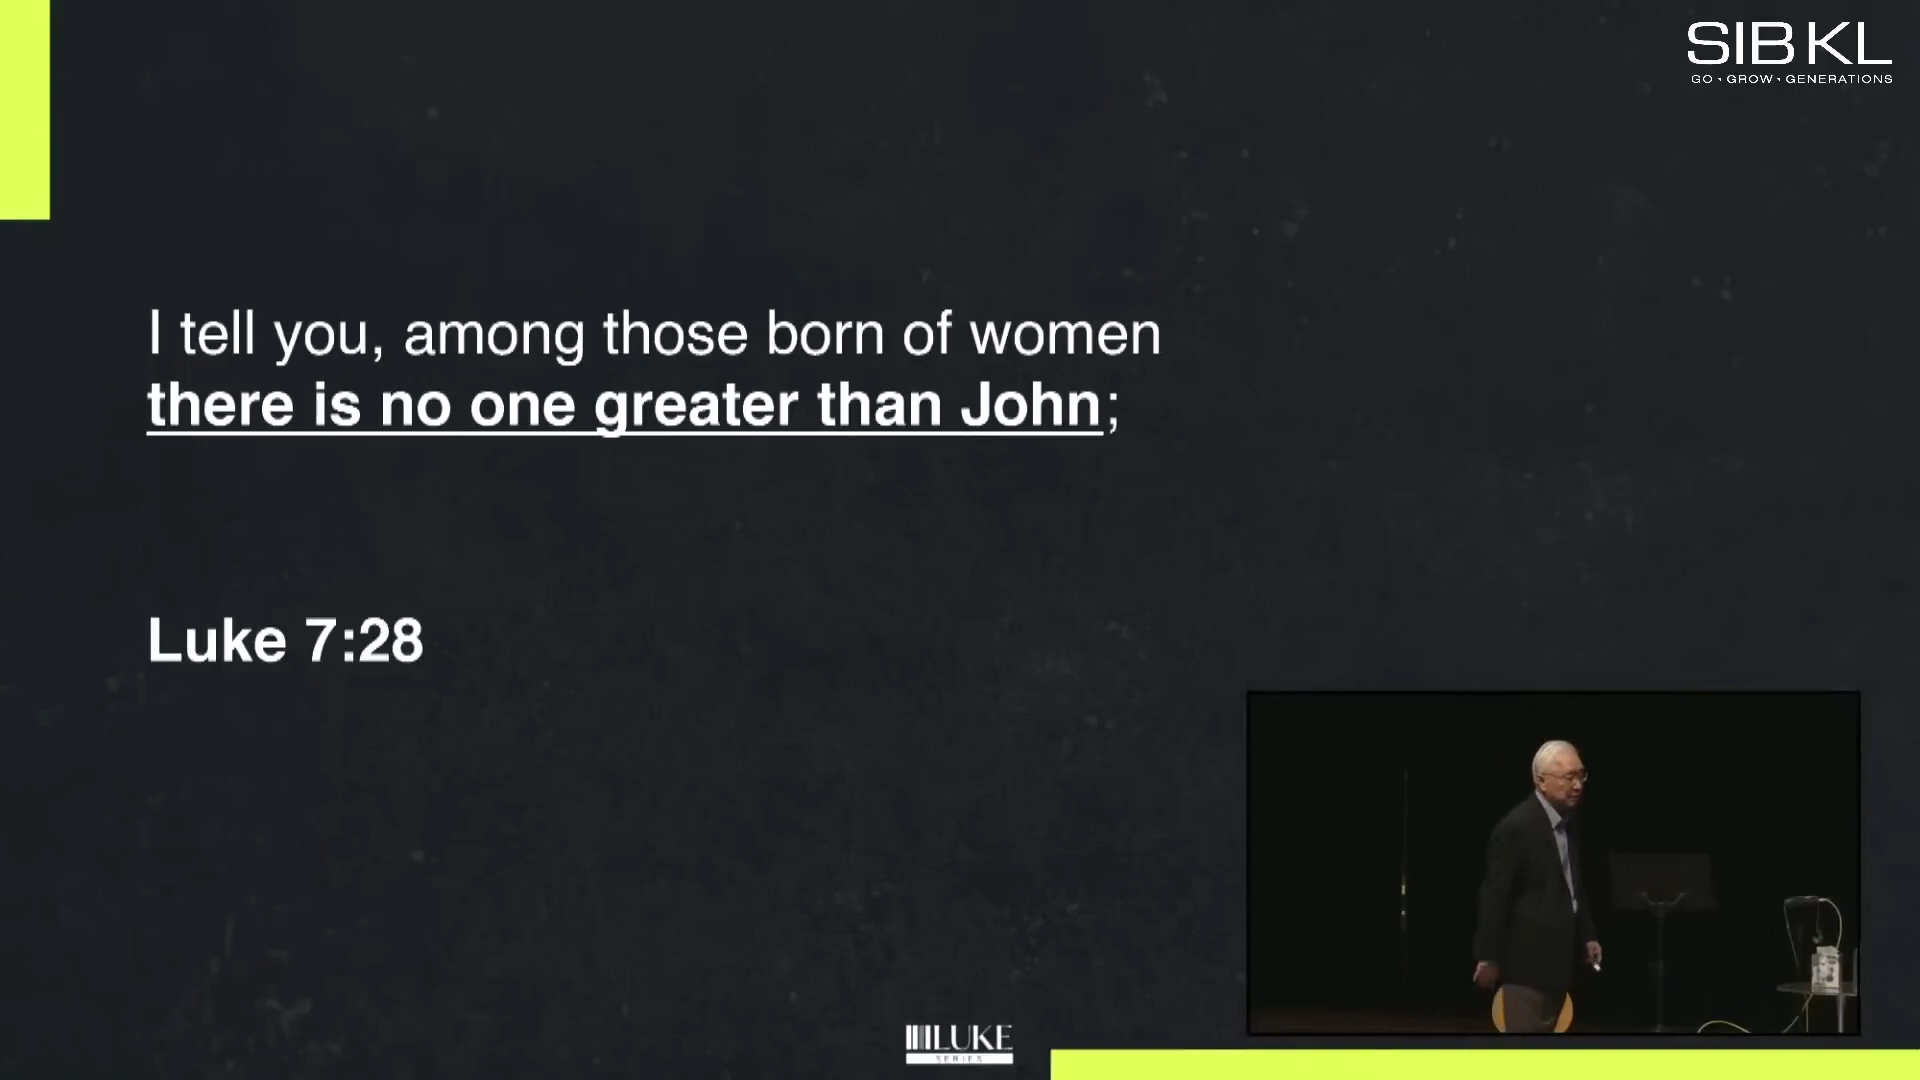 SIBKL
GO · GROW · GENERATIONS
I tell you, among those born of women
there is no one greater than John;
Luke 7:28
LUKE
SERIES